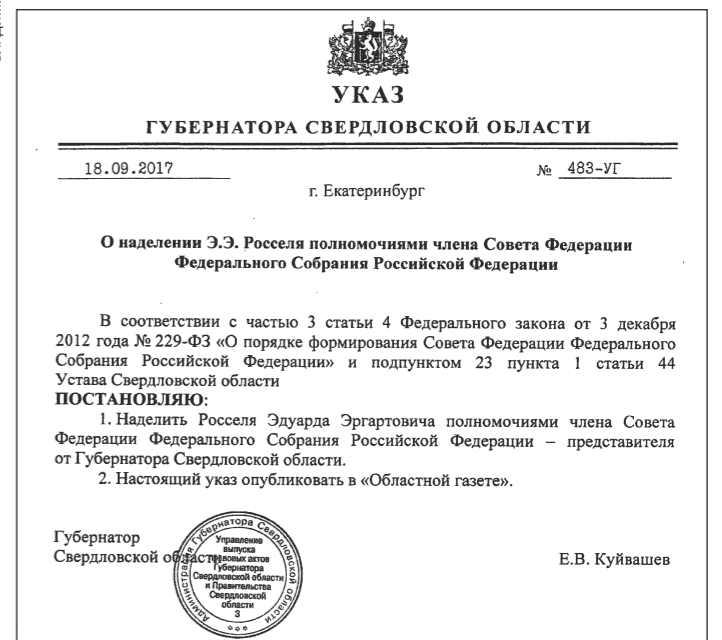 УКАЗ
ГУБЕРНАТОРА СВЕРДЛОВСКОЙ ОБЛАСТИ
18.09.2017 № 483-УГ
г. Екатеринбург
О наделении Э.Э. Росселя полномочиями члена Совета Федерации
Федерального Собрания Российской Федерации
В соответствии с частью 3 статьи 4 Федерального закона от 3 декабря
2012 года № 229-ФЗ «О порядке формирования Совета Федерации Федерального
Собрания Российской Федерации» и подпунктом 23 пункта 1 статьи 44
Устава Свердловской области
ПОСТАНОВЛЯЮ:
1. Наделить Росселя Эдуарда Эргартовича полномочиями члена Совета
Федерации Федерального Собрания Российской Федерации – представителя
от Губернатора Свердловской области.
2. Настоящий указ опубликовать в «Областной газете».
Губернатор
Свердловской области
Е.В. Куйвашев
Администрация Губернатора Свердловской области
Управление
выпуска
правовых актов
Губернатора
Свердловской области
и Правительства
Свердловской
области
3